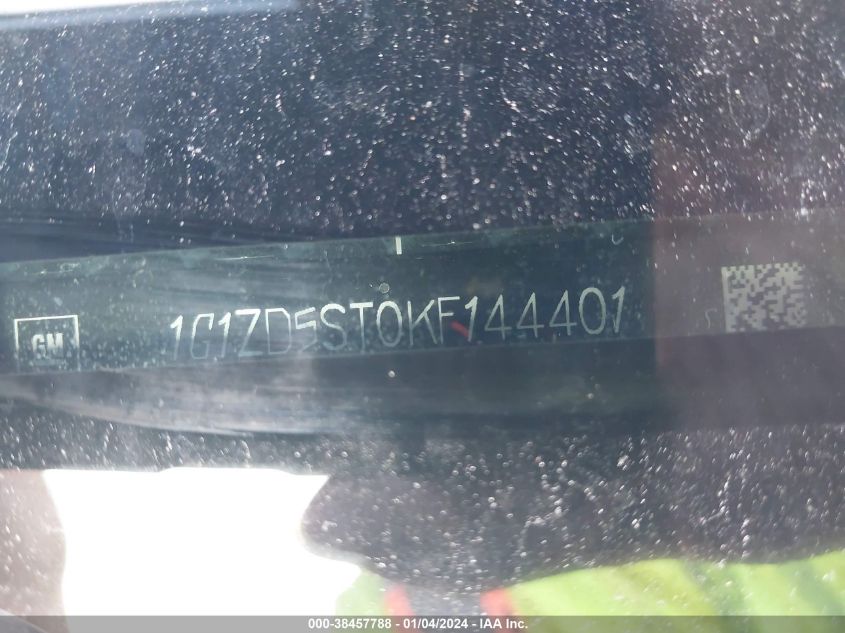 GM 1G1ZD5ST0KF144401 S
000-38457788 - 01/04/2024 - IAA Inc.